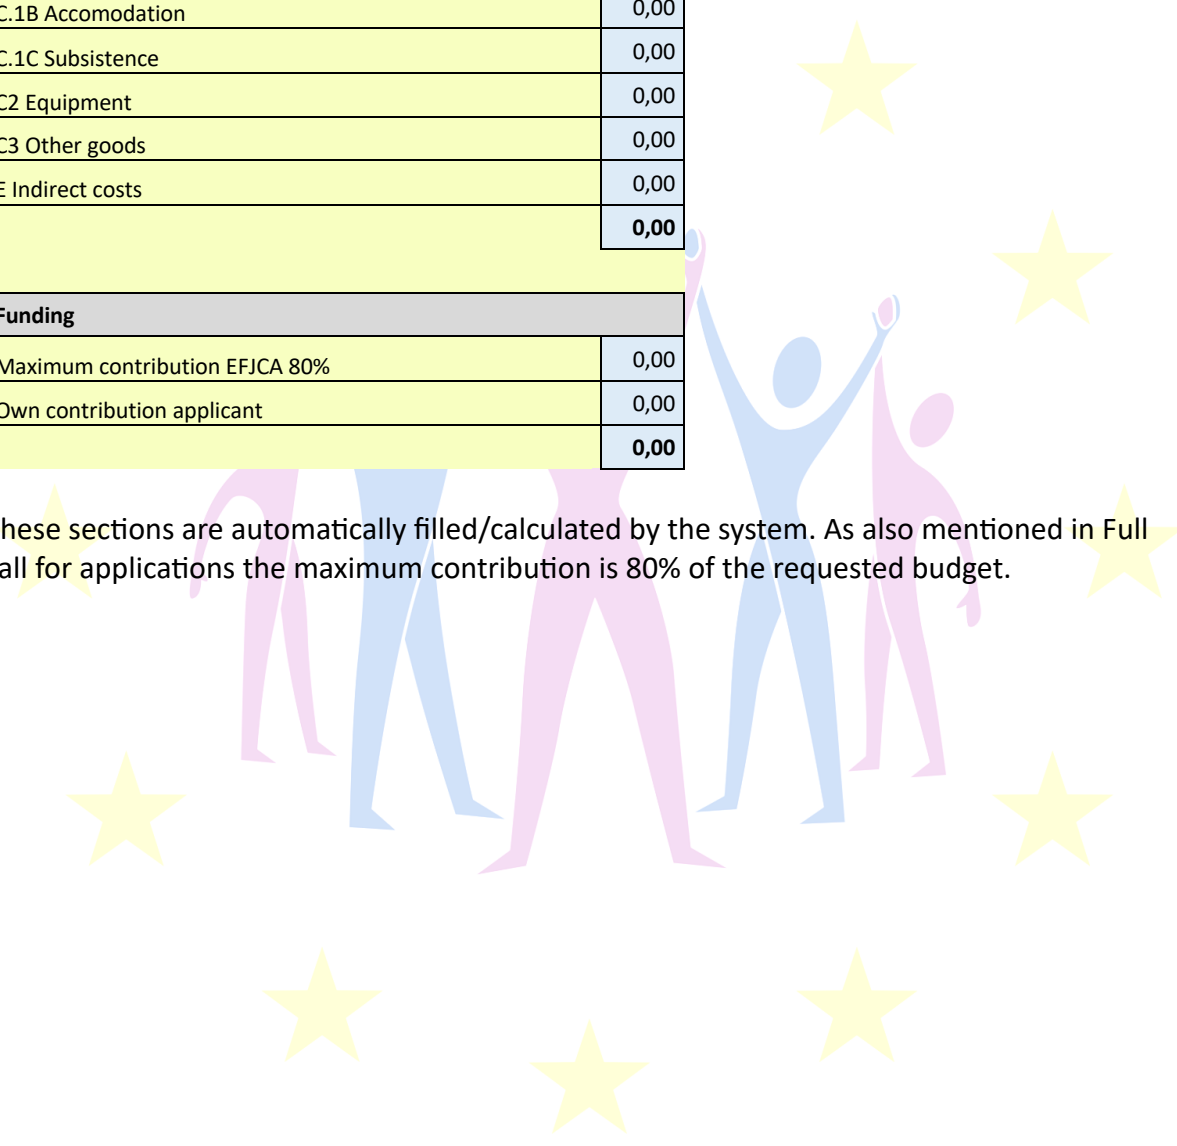 C.1B Accomodation 0,00
C.1C Subsistence 0,00
C2 Equipment 0,00
C3 Other goods 0,00
E Indirect costs 0,00
0,00
Funding
Maximum contribution EFJCA 80% 0,00
Own contribution applicant 0,00
0,00
hese sections are automatically filled/calculated by the system. As also mentioned in Full
all for applications the maximum contribution is 80% of the requested budget.